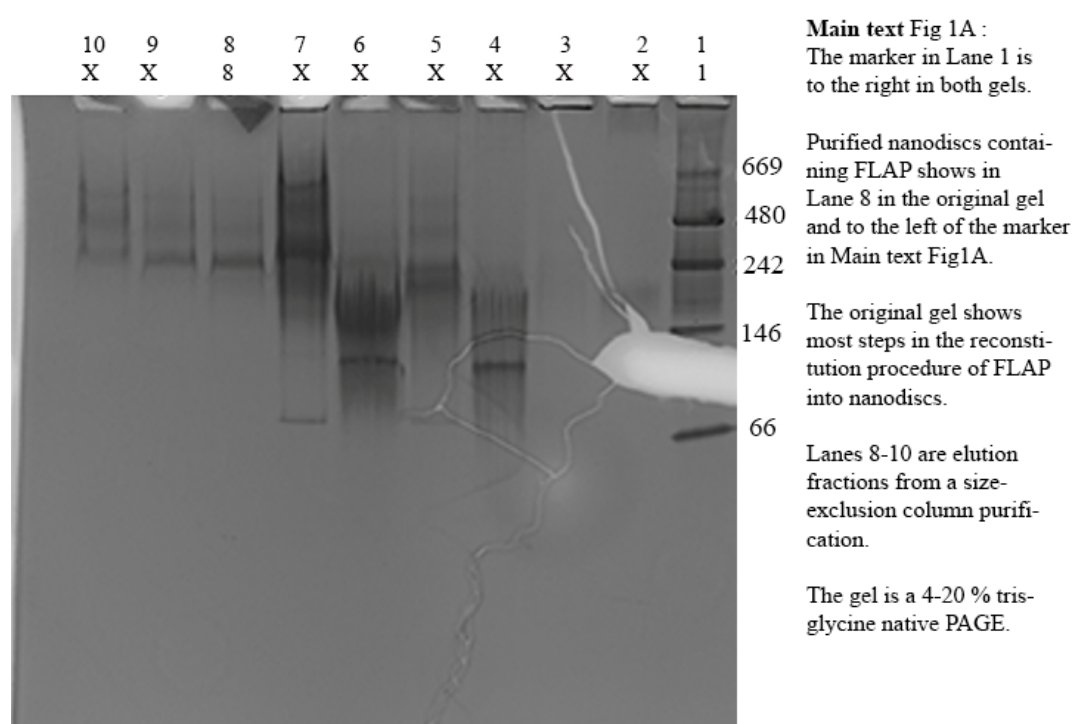 10 9 8 7 6 5 4 3 2 1
X X 8 X X X X X X 1
669
480
242
146
66
Main text Fig 1A :
The marker in Lane 1 is
to the right in both gels.
Purified nanodiscs contai-
ning FLAP shows in
Lane 8 in the original gel
and to the left of the marker
in Main text Fig1A.
The original gel shows
most steps in the reconsti-
tution procedure of FLAP
into nanodiscs.
Lanes 8-10 are elution
fractions from a size-
exclusion column purifi-
cation.
The gel is a 4-20 % tris-
glycine native PAGE.